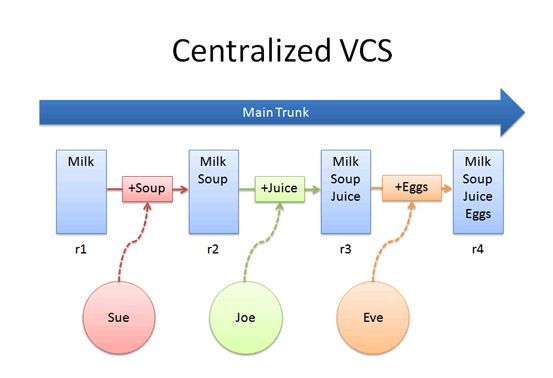 Centralized VCS
Main Trunk
Milk
+Soup
Milk
Soup
+Juice
Milk
Soup
Juice
+Eggs
Milk
Soup
Juice
Eggs
r1
r2
r3
r4
Sue
Joe
Eve